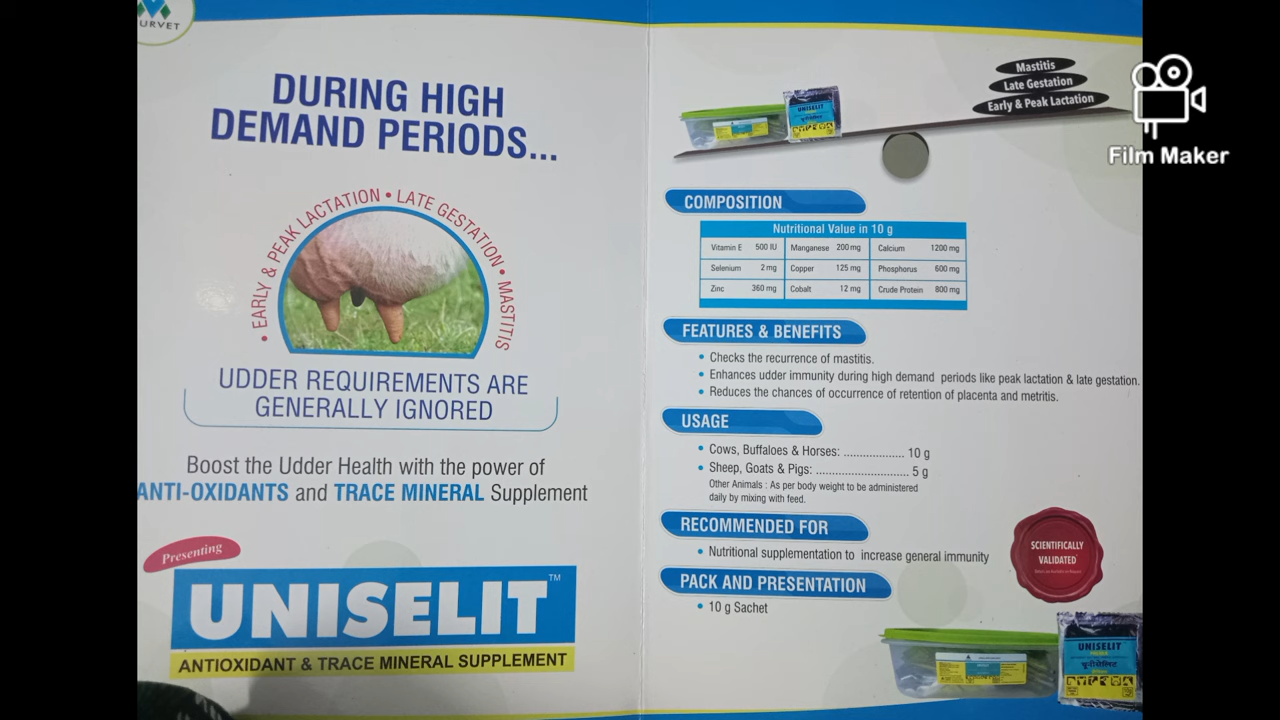 URVET
DURING HIGH
DEMAND PERIODS...
• EARLY & PEAK LACTATION • LATE GESTATION • MASTITIS
UDDER REQUIREMENTS ARE
GENERALLY IGNORED
Boost the Udder Health with the power of
ANTI-OXIDANTS and TRACE MINERAL Supplement
Presenting
UNISELIT™
ANTIOXIDANT & TRACE MINERAL SUPPLEMENT
Mastitis
Late Gestation
Early & Peak Lactation
Film Maker
UNISELIT
यूनीसेलिट
COMPOSITION
Nutritional Value in 10 g
Vitamin E 500 IU Manganese 200 mg Calcium 1200 mg
Selenium 2 mg Copper 125 mg Phosphorus 600 mg
Zinc 360 mg Cobalt 12 mg Crude Protein 800 mg
FEATURES & BENEFITS
• Checks the recurrence of mastitis.
• Enhances udder immunity during high demand periods like peak lactation & late gestation.
• Reduces the chances of occurrence of retention of placenta and metritis.
USAGE
• Cows, Buffaloes & Horses: ................... 10 g
• Sheep, Goats & Pigs: ............................ 5 g
Other Animals : As per body weight to be administered
daily by mixing with feed.
RECOMMENDED FOR
• Nutritional supplementation to increase general immunity
SCIENTIFICALLY
VALIDATED
PACK AND PRESENTATION
• 10 g Sachet
UNISELIT
यूनीसेलिट